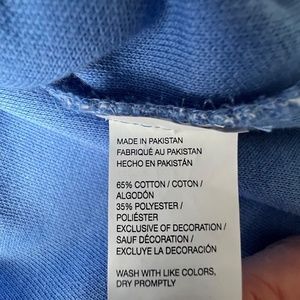 MADE IN PAKISTAN
FABRIQUÉ AU PAKISTAN
HECHO EN PAKISTÁN
65% COTTON / COTON /
ALGODÓN
35% POLYESTER /
POLIÉSTER
EXCLUSIVE OF DECORATION /
SAUF DÉCORATION /
EXCLUYE LA DECORACIÓN
WASH WITH LIKE COLORS,
DRY PROMPTLY